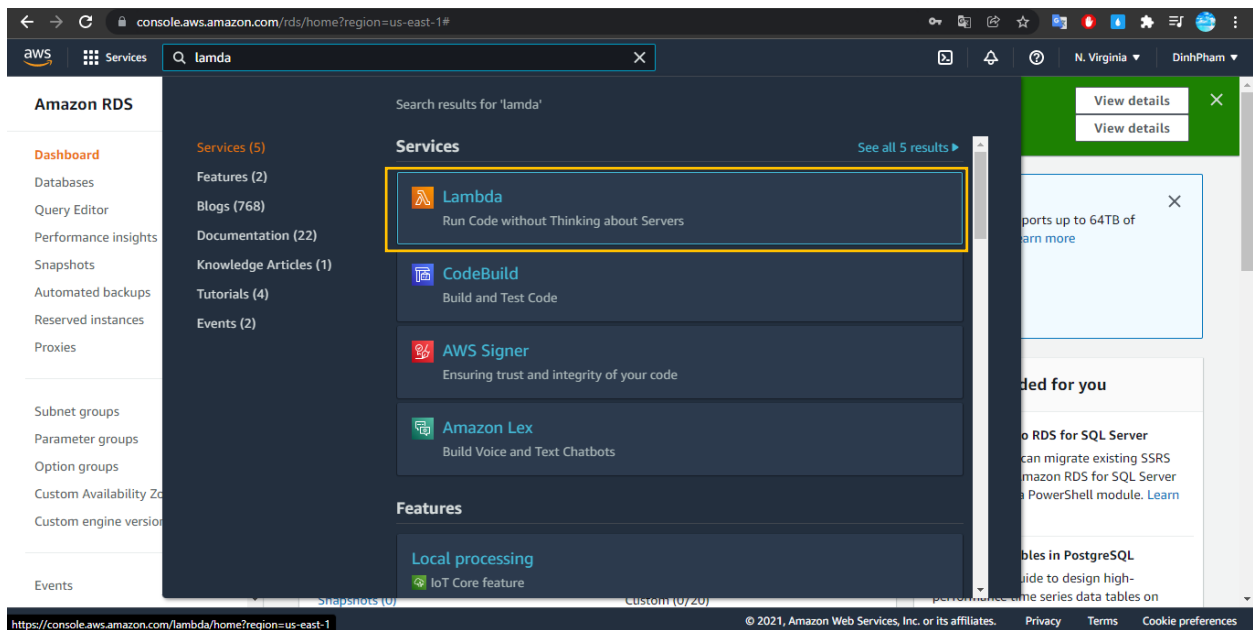 console.aws.amazon.com/rds/home?region=us-east-1#
aws
Services
lamda
N. Virginia
DinhPham
Amazon RDS
Dashboard
Databases
Query Editor
Performance insights
Snapshots
Automated backups
Reserved instances
Proxies
Subnet groups
Parameter groups
Option groups
Custom Availability Zo
Custom engine version
Events
Search results for 'lamda'
Services (5)
Features (2)
Blogs (768)
Documentation (22)
Knowledge Articles (1)
Tutorials (4)
Events (2)
Services
See all 5 results
Lambda
Run Code without Thinking about Servers
CodeBuild
Build and Test Code
AWS Signer
Ensuring trust and integrity of your code
Amazon Lex
Build Voice and Text Chatbots
Features
Local processing
IoT Core feature
View details
View details
ports up to 64TB of
arn more
ded for you
o RDS for SQL Server
can migrate existing SSRS
mazon RDS for SQL Server
a PowerShell module. Learn
bles in PostgreSQL
uide to design high-
performance time series data tables on
Snapshots (0)
Custom (0/20)
https://console.aws.amazon.com/lambda/home?region=us-east-1
© 2021, Amazon Web Services, Inc. or its affiliates.
Privacy
Terms
Cookie preferences